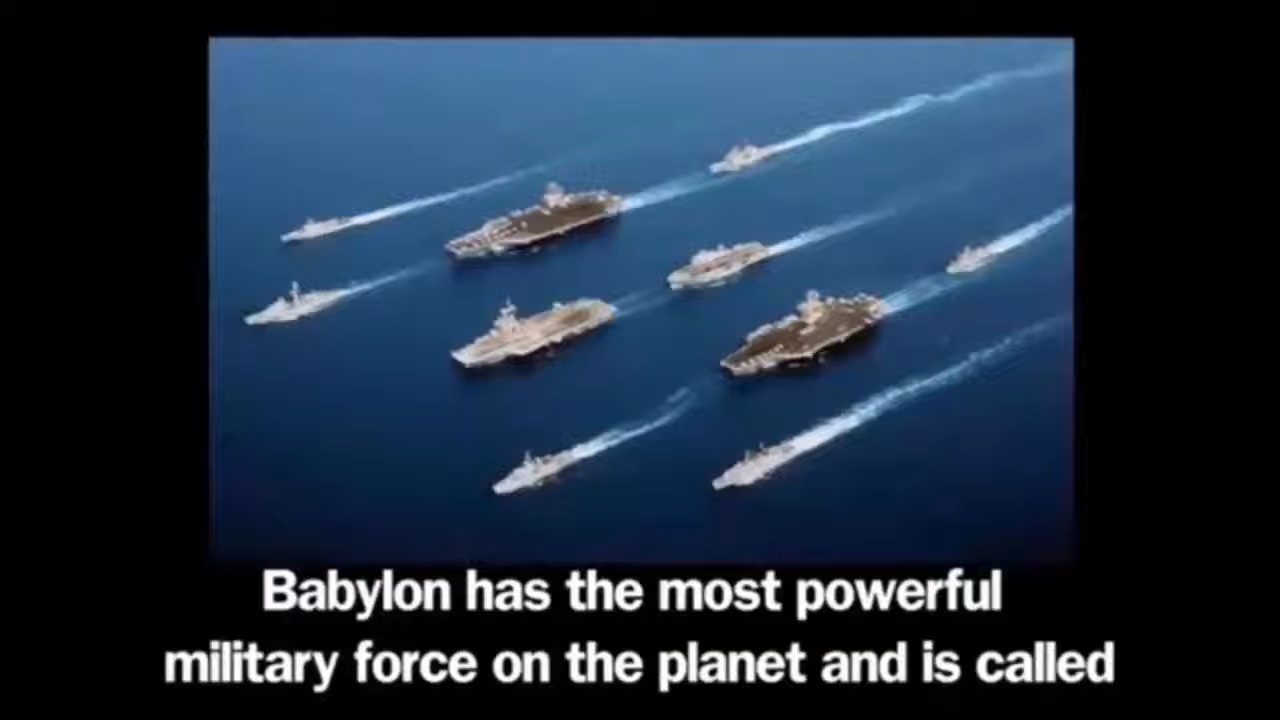 Babylon has the most powerful
military force on the planet and is called